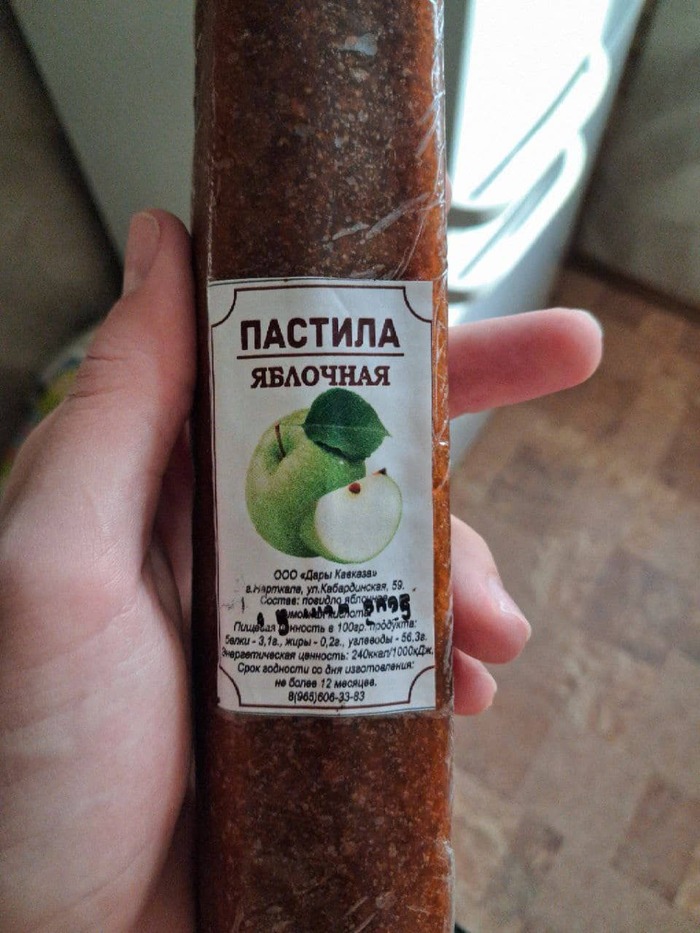 ПАСТИЛА
ЯБЛОЧНАЯ
ООО «Дары Кавказа»
г.Нарткала, ул.Кабардинская, 59.
Состав: повидло яблочное,
кислота.
2025
Пищевая ценность в 100гр. продукта:
Белки - 3,1г., жиры - 0,2г., углеводы - 56,3г.
Энергетическая ценность: 240ккал/1000кДж.
Срок годности со дня изготовления:
не более 12 месяцев.
8(965)606-33-83